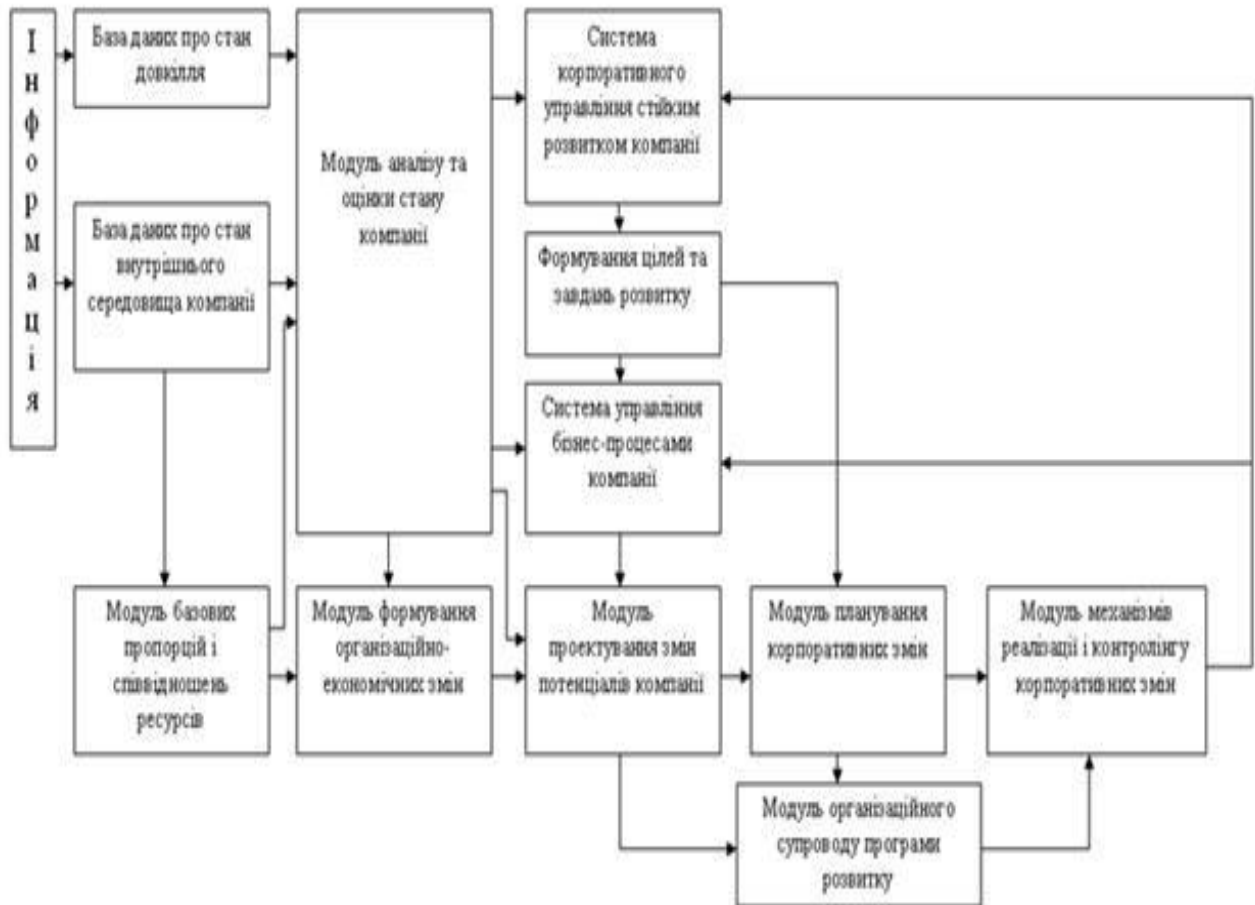 Інформація
База даних про стан
довкілля
База даних про стан
внутрішнього
середовища компанії
Модуль аналізу та
оцінки стану
компанії
Система
корпоративного
управління стійким
розвитком компанії
Формування цілей та
завдань розвитку
Система управління
бізнес-процесами
компанії
Модуль базових
пропорцій і
співвідношень
ресурсів
Модуль формування
організаційно-
економічних змін
Модуль
проектування змін
потенціалів компанії
Модуль планування
корпоративних змін
Модуль механізмів
реалізації і контролінгу
корпоративних змін
Модуль організаційного
супроводу програми
розвитку